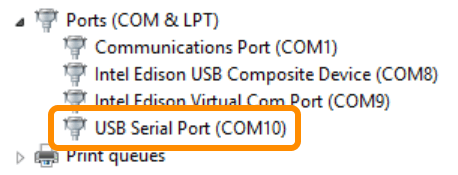 Ports (COM & LPT)
Communications Port (COM1)
Intel Edison USB Composite Device (COM8)
Intel Edison Virtual Com Port (COM9)
USB Serial Port (COM10)
Print queues